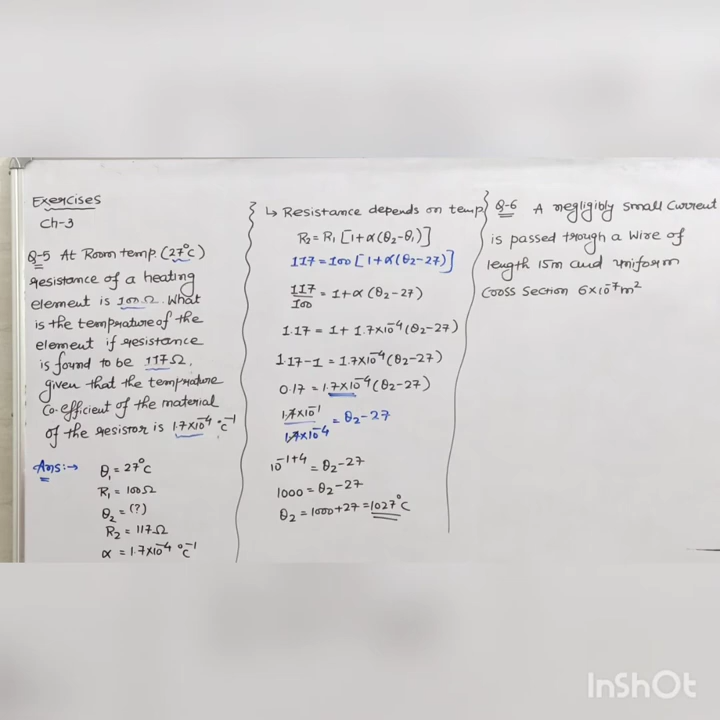 Exercises
Ch-3
Q-5 At Room temp. (27°c)
resistance of a heating
element is 100Ω. What
is the temprature of the
element if resistance
is found to be 117Ω,
given that the temprature
Co-efficient of the material
of the resistor is 1.7×10⁻⁴ °c⁻¹
Ans:→
θ₁ = 27°c
R₁ = 100Ω
θ₂ = (?)
R₂ = 117Ω
α = 1.7×10⁻⁴ °c⁻¹
↳ Resistance depends on temp
R₂ = R₁ [1+α(θ₂-θ₁)]
117 = 100 [1+α(θ₂-27)]
117/100 = 1+α (θ₂-27)
1.17 = 1 + 1.7×10⁻⁴ (θ₂-27)
1.17-1 = 1.7×10⁻⁴ (θ₂-27)
0.17 = 1.7×10⁻⁴ (θ₂-27)
1.7×10⁻¹/1.7×10⁻⁴ = θ₂-27
10⁻¹⁺⁴ = θ₂-27
1000 = θ₂-27
θ₂ = 1000+27 = 1027°c
Q-6 A negligibly small current
is passed trough a wire of
length 15m and uniform
cross section 6×10⁻⁷m²
InShOt